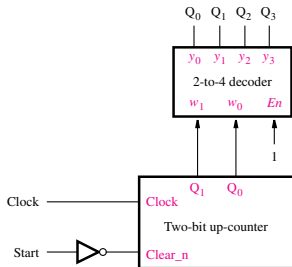 Q0 Q1 Q2 Q3
y0 y1 y2 y3
2-to-4 decoder
w1 w0 En
1
Q1 Q0
Clock Clock
Two-bit up-counter
Start Clear_n